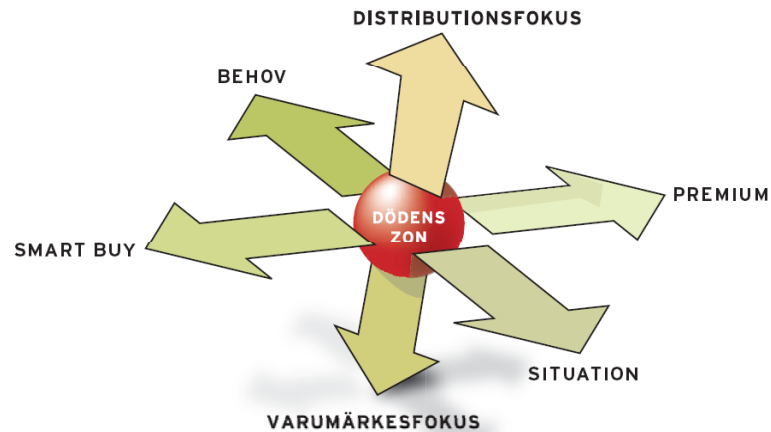 DISTRIBUTIONSFOKUS
BEHOV
PREMIUM
DÖDENS
ZON
SMART BUY
SITUATION
VARUMÄRKESFOKUS